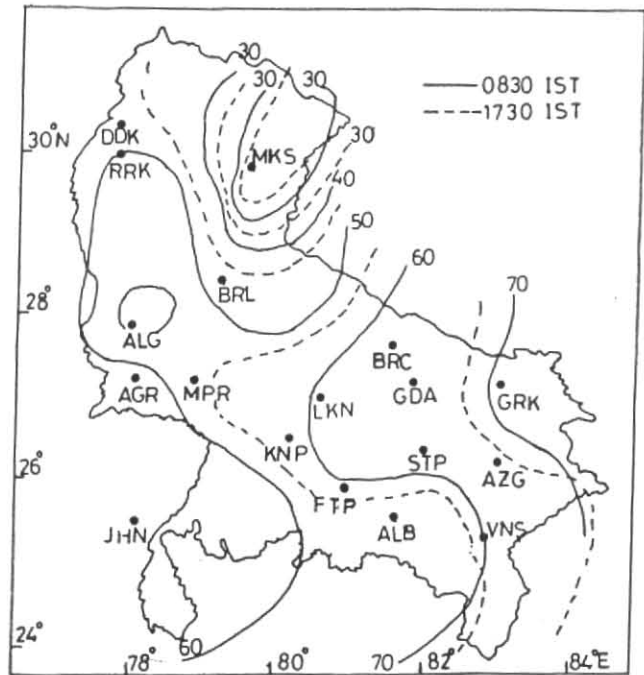 30
30
30
——0830 IST
-----1730 IST
30N
DDK
RRK
MKS
30
40
50
60
70
28
BRL
ALG
BRC
AGR
MPR
LKN
GDA
GRK
KNP
26
STP
AZG
FTP
JHN
ALB
VNS
24
60
78°
80
70
82
84°E